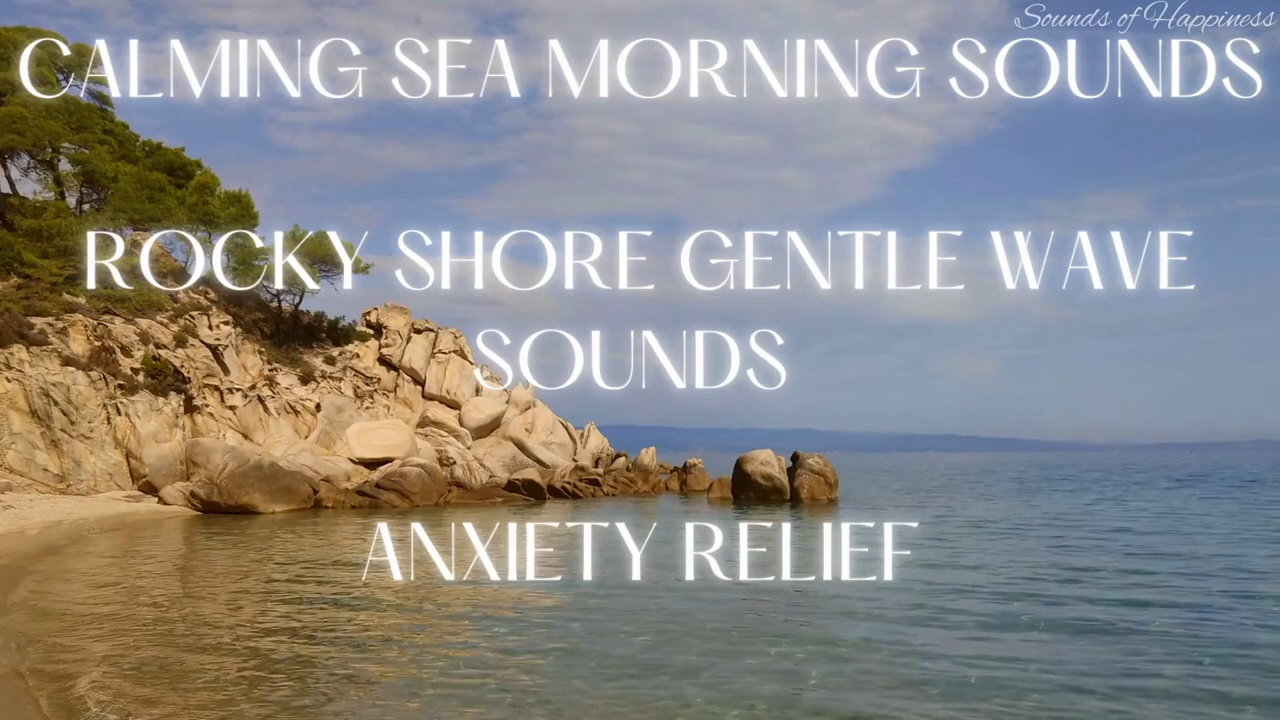 Sounds of Happiness
CALMING SEA MORNING SOUNDS
ROCKY SHORE GENTLE WAVE
SOUNDS
ANXIETY RELIEF